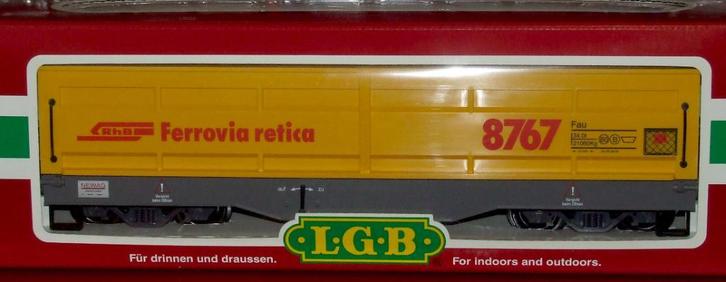 RhB Ferrovia retica
8767
Fau
NEWAG
auf zu
L.G.B.
Für drinnen und draussen.
For indoors and outdoors.